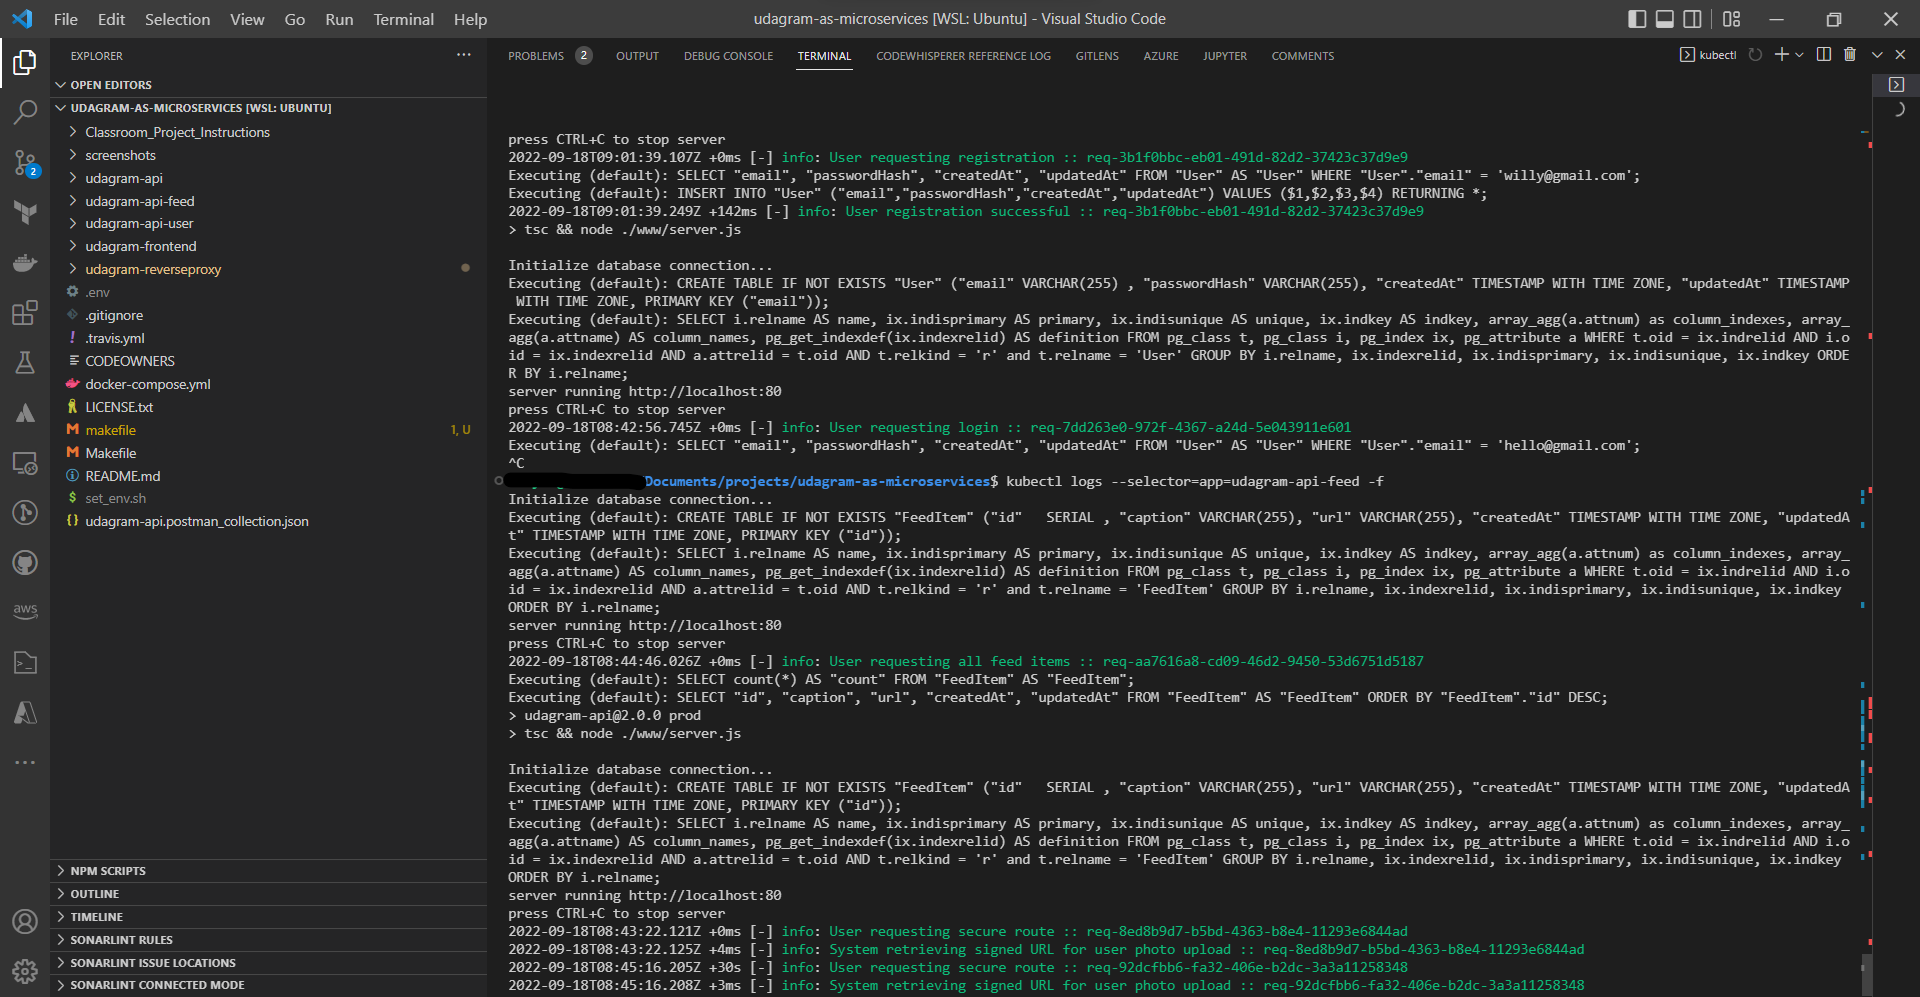 File Edit Selection View Go Run Terminal Help
udagram-as-microservices [WSL: Ubuntu] - Visual Studio Code
EXPLORER
OPEN EDITORS
UDAGRAM-AS-MICROSERVICES [WSL: UBUNTU]
Classroom_Project_Instructions
screenshots
udagram-api
udagram-api-feed
udagram-api-user
udagram-frontend
udagram-reverseproxy
.env
.gitignore
.travis.yml
CODEOWNERS
docker-compose.yml
LICENSE.txt
makefile 1, U
Makefile
README.md
set_env.sh
udagram-api.postman_collection.json
NPM SCRIPTS
OUTLINE
TIMELINE
SONARLINT RULES
SONARLINT ISSUE LOCATIONS
SONARLINT CONNECTED MODE
2
aws
PROBLEMS 2 OUTPUT DEBUG CONSOLE TERMINAL CODEWHISPERER REFERENCE LOG GITLENS AZURE JUPYTER COMMENTS
kubectl
press CTRL+C to stop server
2022-09-18T09:01:39.107Z +0ms [-] info: User requesting registration :: req-3b1f0bbc-eb01-491d-82d2-37423c37d9e9
Executing (default): SELECT "email", "passwordHash", "createdAt", "updatedAt" FROM "User" AS "User" WHERE "User"."email" = 'willy@gmail.com';
Executing (default): INSERT INTO "User" ("email","passwordHash","createdAt","updatedAt") VALUES ($1,$2,$3,$4) RETURNING *;
2022-09-18T09:01:39.249Z +142ms [-] info: User registration successful :: req-3b1f0bbc-eb01-491d-82d2-37423c37d9e9
> tsc && node ./www/server.js
Initialize database connection...
Executing (default): CREATE TABLE IF NOT EXISTS "User" ("email" VARCHAR(255) , "passwordHash" VARCHAR(255), "createdAt" TIMESTAMP WITH TIME ZONE, "updatedAt" TIMESTAMP
WITH TIME ZONE, PRIMARY KEY ("email"));
Executing (default): SELECT i.relname AS name, ix.indisprimary AS primary, ix.indisunique AS unique, ix.indkey AS indkey, array_agg(a.attnum) as column_indexes, array_
agg(a.attname) AS column_names, pg_get_indexdef(ix.indexrelid) AS definition FROM pg_class t, pg_class i, pg_index ix, pg_attribute a WHERE t.oid = ix.indrelid AND i.o
id = ix.indexrelid AND a.attrelid = t.oid AND t.relkind = 'r' and t.relname = 'User' GROUP BY i.relname, ix.indexrelid, ix.indisprimary, ix.indisunique, ix.indkey ORDE
R BY i.relname;
server running http://localhost:80
press CTRL+C to stop server
2022-09-18T08:42:56.745Z +0ms [-] info: User requesting login :: req-7dd263e0-972f-4367-a24d-5e043911e601
Executing (default): SELECT "email", "passwordHash", "createdAt", "updatedAt" FROM "User" AS "User" WHERE "User"."email" = 'hello@gmail.com';
^C
Documents/projects/udagram-as-microservices$ kubectl logs --selector=app=udagram-api-feed -f
Initialize database connection...
Executing (default): CREATE TABLE IF NOT EXISTS "FeedItem" ("id"   SERIAL , "caption" VARCHAR(255), "url" VARCHAR(255), "createdAt" TIMESTAMP WITH TIME ZONE, "updatedA
t" TIMESTAMP WITH TIME ZONE, PRIMARY KEY ("id"));
Executing (default): SELECT i.relname AS name, ix.indisprimary AS primary, ix.indisunique AS unique, ix.indkey AS indkey, array_agg(a.attnum) as column_indexes, array_
agg(a.attname) AS column_names, pg_get_indexdef(ix.indexrelid) AS definition FROM pg_class t, pg_class i, pg_index ix, pg_attribute a WHERE t.oid = ix.indrelid AND i.o
id = ix.indexrelid AND a.attrelid = t.oid AND t.relkind = 'r' and t.relname = 'FeedItem' GROUP BY i.relname, ix.indexrelid, ix.indisprimary, ix.indisunique, ix.indkey
ORDER BY i.relname;
server running http://localhost:80
press CTRL+C to stop server
2022-09-18T08:44:46.026Z +0ms [-] info: User requesting all feed items :: req-aa7616a8-cd09-46d2-9450-53d6751d5187
Executing (default): SELECT count(*) AS "count" FROM "FeedItem" AS "FeedItem";
Executing (default): SELECT "id", "caption", "url", "createdAt", "updatedAt" FROM "FeedItem" AS "FeedItem" ORDER BY "FeedItem"."id" DESC;
> udagram-api@2.0.0 prod
> tsc && node ./www/server.js
Initialize database connection...
Executing (default): CREATE TABLE IF NOT EXISTS "FeedItem" ("id"   SERIAL , "caption" VARCHAR(255), "url" VARCHAR(255), "createdAt" TIMESTAMP WITH TIME ZONE, "updatedA
t" TIMESTAMP WITH TIME ZONE, PRIMARY KEY ("id"));
Executing (default): SELECT i.relname AS name, ix.indisprimary AS primary, ix.indisunique AS unique, ix.indkey AS indkey, array_agg(a.attnum) as column_indexes, array_
agg(a.attname) AS column_names, pg_get_indexdef(ix.indexrelid) AS definition FROM pg_class t, pg_class i, pg_index ix, pg_attribute a WHERE t.oid = ix.indrelid AND i.o
id = ix.indexrelid AND a.attrelid = t.oid AND t.relkind = 'r' and t.relname = 'FeedItem' GROUP BY i.relname, ix.indexrelid, ix.indisprimary, ix.indisunique, ix.indkey
ORDER BY i.relname;
server running http://localhost:80
press CTRL+C to stop server
2022-09-18T08:43:22.121Z +0ms [-] info: User requesting secure route :: req-8ed8b9d7-b5bd-4363-b8e4-11293e6844ad
2022-09-18T08:43:22.125Z +4ms [-] info: System retrieving signed URL for user photo upload :: req-8ed8b9d7-b5bd-4363-b8e4-11293e6844ad
2022-09-18T08:45:16.205Z +30s [-] info: User requesting secure route :: req-92dcfbb6-fa32-406e-b2dc-3a3a11258348
2022-09-18T08:45:16.208Z +3ms [-] info: System retrieving signed URL for user photo upload :: req-92dcfbb6-fa32-406e-b2dc-3a3a11258348